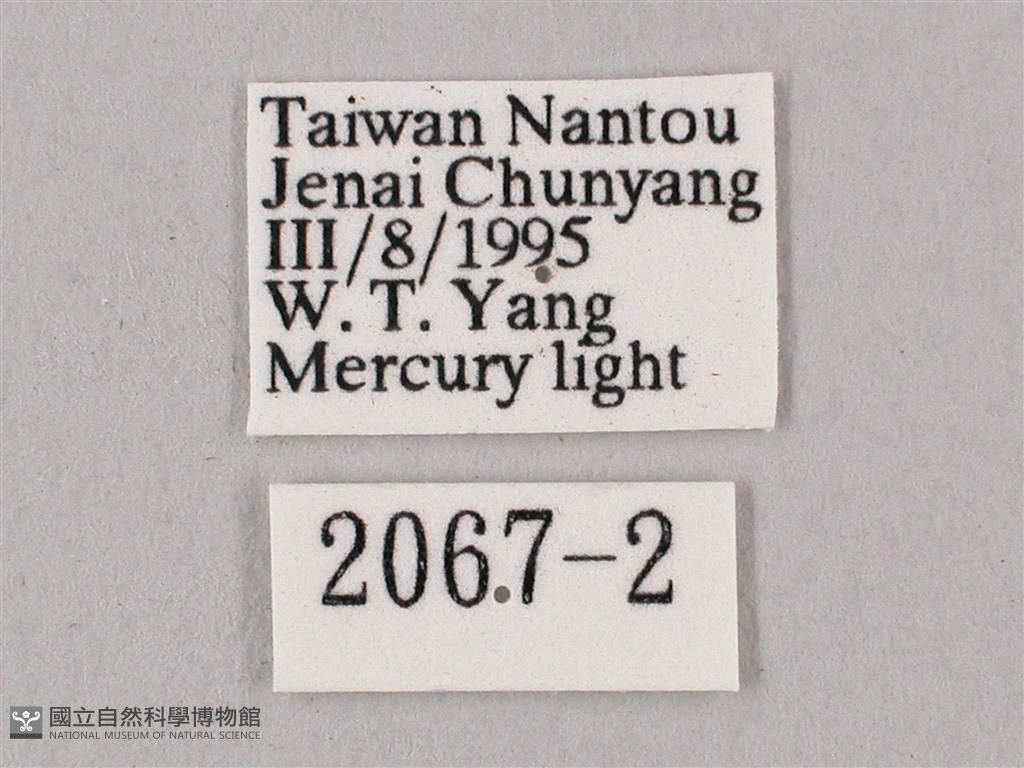 Taiwan Nantou
Jenai Chunyang
III/8/1995
W. T. Yang
Mercury light
2067-2
國立自然科學博物館
NATIONAL MUSEUM OF NATURAL SCIENCE